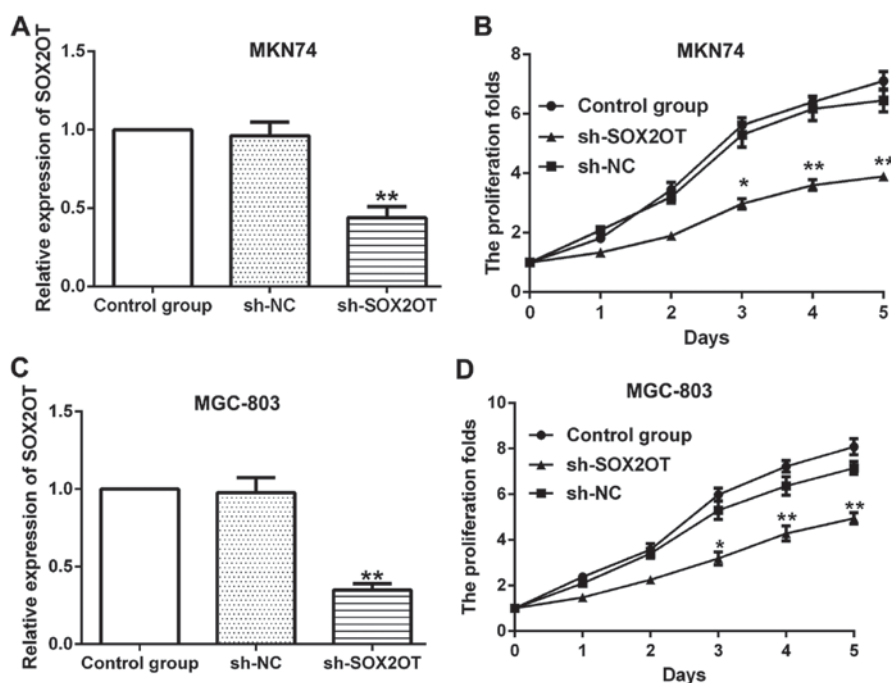 A
MKN74
Relative expression of SOX2OT
1.5
1.0
0.5
0.0
**
Control group
sh-NC
sh-SOX2OT
B
MKN74
The proliferation folds
8
6
4
2
0
Control group
sh-SOX2OT
sh-NC
*
**
**
0 1 2 3 4 5
Days
C
MGC-803
Relative expression of SOX2OT
1.5
1.0
0.5
0.0
**
Control group
sh-NC
sh-SOX2OT
D
MGC-803
The proliferation folds
10
8
6
4
2
0
Control group
sh-SOX2OT
sh-NC
*
**
**
0 1 2 3 4 5
Days